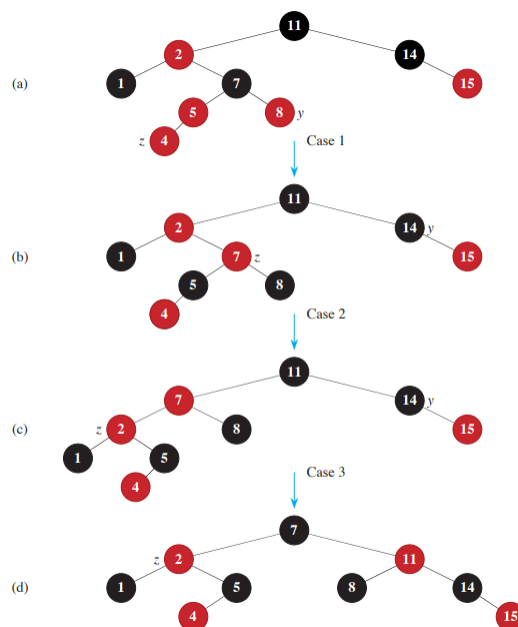 11
2 14
(a) 1 7 15
5 8 y
z 4
Case 1
11
2 14 y
(b) 1 7 z 15
5 8
4
Case 2
11
7 14 y
(c) z 2 8 15
1 5
4
Case 3
7
z 2 11
(d) 1 5 8 14
4 15